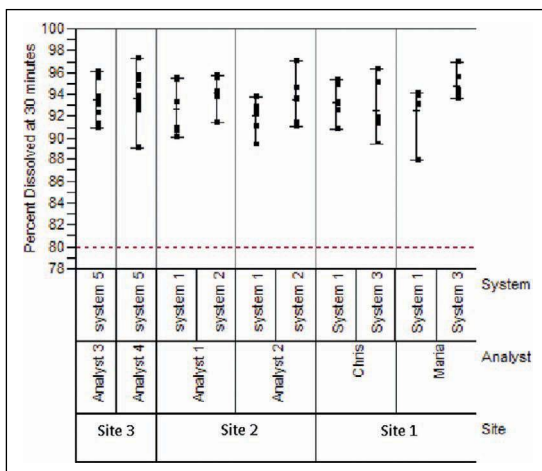 Percent Dissolved at 30 minutes
100
98
96
94
92
90
88
86
84
82
80
78
system 5
system 5
system 1
system 2
system 1
system 2
System 1
System 3
System 1
System 3
System
Analyst 3
Analyst 4
Analyst 1
Analyst 2
Chris
Maria
Analyst
Site 3
Site 2
Site 1
Site